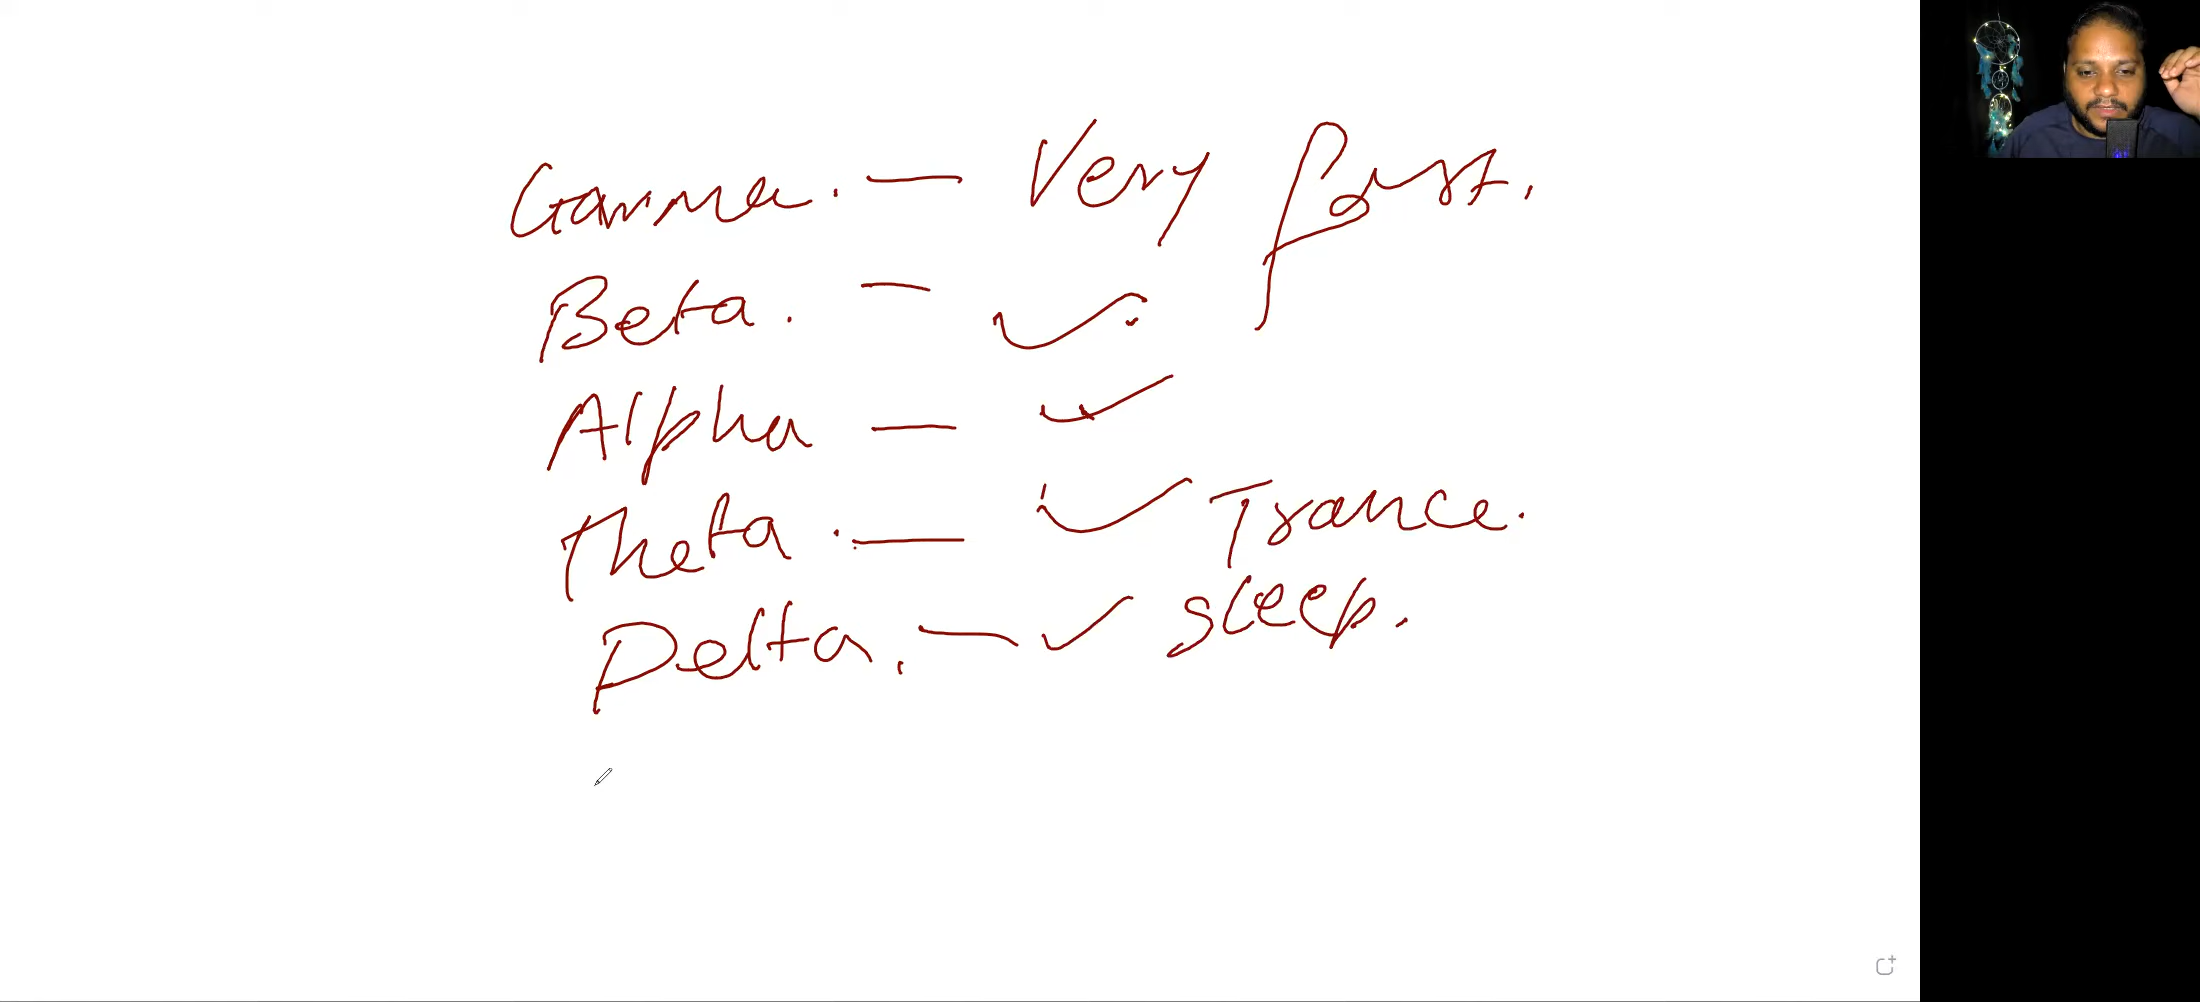 Gamma. — Very fast.
Beta. — ✓.
Alpha — ✓
Theta. — ✓ Trance.
Delta. — ✓ sleep.